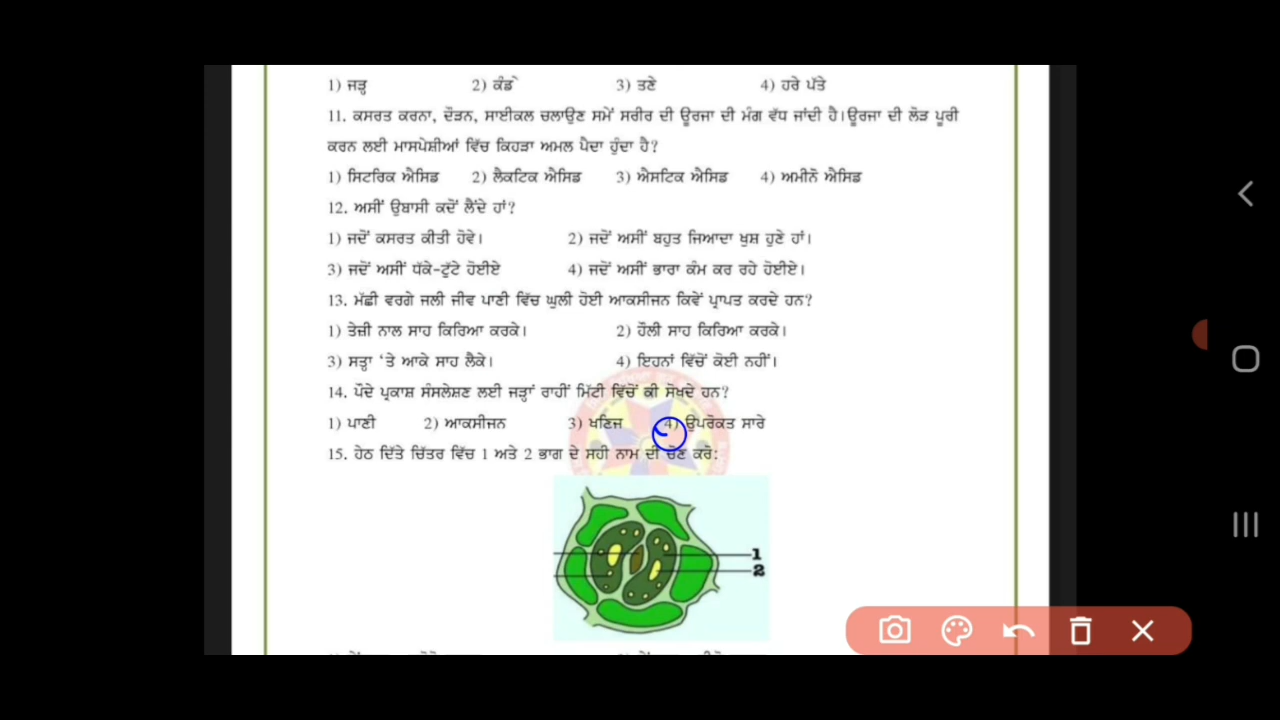 1) ਜੜ੍ਹ 2) ਕੰਡੇ 3) ਤਣੇ 4) ਹਰੇ ਪੱਤੇ
11. ਕਸਰਤ ਕਰਨਾ, ਦੌੜਨ, ਸਾਈਕਲ ਚਲਾਉਣ ਸਮੇਂ ਸਰੀਰ ਦੀ ਊਰਜਾ ਦੀ ਮੰਗ ਵੱਧ ਜਾਂਦੀ ਹੈ।ਊਰਜਾ ਦੀ ਲੋੜ ਪੂਰੀ
ਕਰਨ ਲਈ ਮਾਸਪੇਸ਼ੀਆਂ ਵਿੱਚ ਕਿਹੜਾ ਅਮਲ ਪੈਦਾ ਹੁੰਦਾ ਹੈ?
1) ਸਿਟਰਿਕ ਐਸਿਡ 2) ਲੈਕਟਿਕ ਐਸਿਡ 3) ਐਸਟਿਕ ਐਸਿਡ 4) ਅਮੀਨੋ ਐਸਿਡ
12. ਅਸੀਂ ਉਬਾਸੀ ਕਦੋਂ ਲੈਂਦੇ ਹਾਂ?
1) ਜਦੋਂ ਕਸਰਤ ਕੀਤੀ ਹੋਵੇ। 2) ਜਦੋਂ ਅਸੀਂ ਬਹੁਤ ਜਿਆਦਾ ਖੁਸ਼ ਹੁਣੇ ਹਾਂ।
3) ਜਦੋਂ ਅਸੀਂ ਥੱਕੇ-ਟੁੱਟੇ ਹੋਈਏ 4) ਜਦੋਂ ਅਸੀਂ ਭਾਰਾ ਕੰਮ ਕਰ ਰਹੇ ਹੋਈਏ।
13. ਮੱਛੀ ਵਰਗੇ ਜਲੀ ਜੀਵ ਪਾਣੀ ਵਿੱਚ ਘੁਲੀ ਹੋਈ ਆਕਸੀਜਨ ਕਿਵੇਂ ਪ੍ਰਾਪਤ ਕਰਦੇ ਹਨ?
1) ਤੇਜ਼ੀ ਨਾਲ ਸਾਹ ਕਿਰਿਆ ਕਰਕੇ। 2) ਹੌਲੀ ਸਾਹ ਕਿਰਿਆ ਕਰਕੇ।
3) ਸਤ੍ਹਾ ‘ਤੇ ਆਕੇ ਸਾਹ ਲੈਕੇ। 4) ਇਹਨਾਂ ਵਿੱਚੋਂ ਕੋਈ ਨਹੀਂ।
14. ਪੌਦੇ ਪ੍ਰਕਾਸ਼ ਸੰਸਲੇਸ਼ਣ ਲਈ ਜੜ੍ਹਾਂ ਰਾਹੀਂ ਮਿੱਟੀ ਵਿੱਚੋਂ ਕੀ ਸੋਖਦੇ ਹਨ?
1) ਪਾਣੀ 2) ਆਕਸੀਜਨ 3) ਖਣਿਜ 4) ਉਪਰੋਕਤ ਸਾਰੇ
15. ਹੇਠ ਦਿੱਤੇ ਚਿੱਤਰ ਵਿੱਚ 1 ਅਤੇ 2 ਭਾਗ ਦੇ ਸਹੀ ਨਾਮ ਦੀ ਚੋਣ ਕਰੋ:
1
2